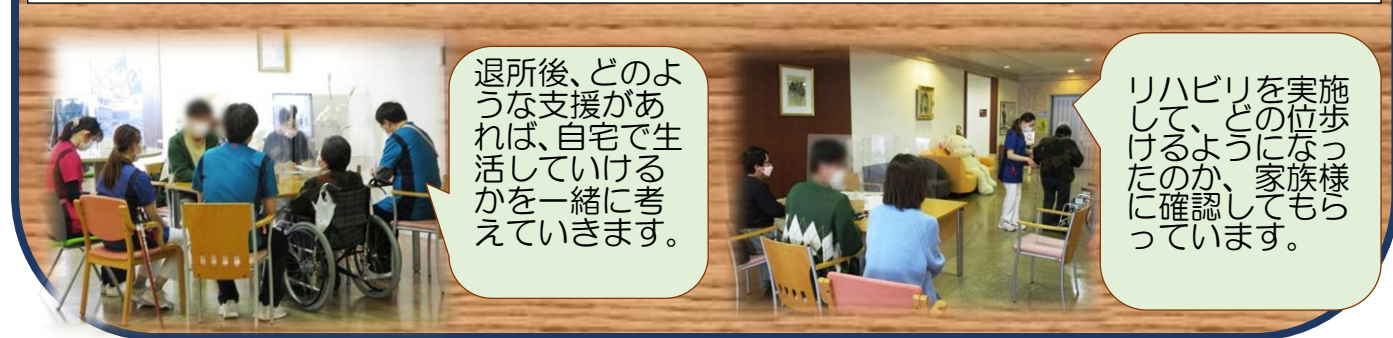 退所後、どのよ
うな支援があ
れば、自宅で生
活していける
かを一緒に考
えていきます。
リハビリを実施
して、どの位歩
けるようになっ
たのか、家族様
に確認してもら
っています。